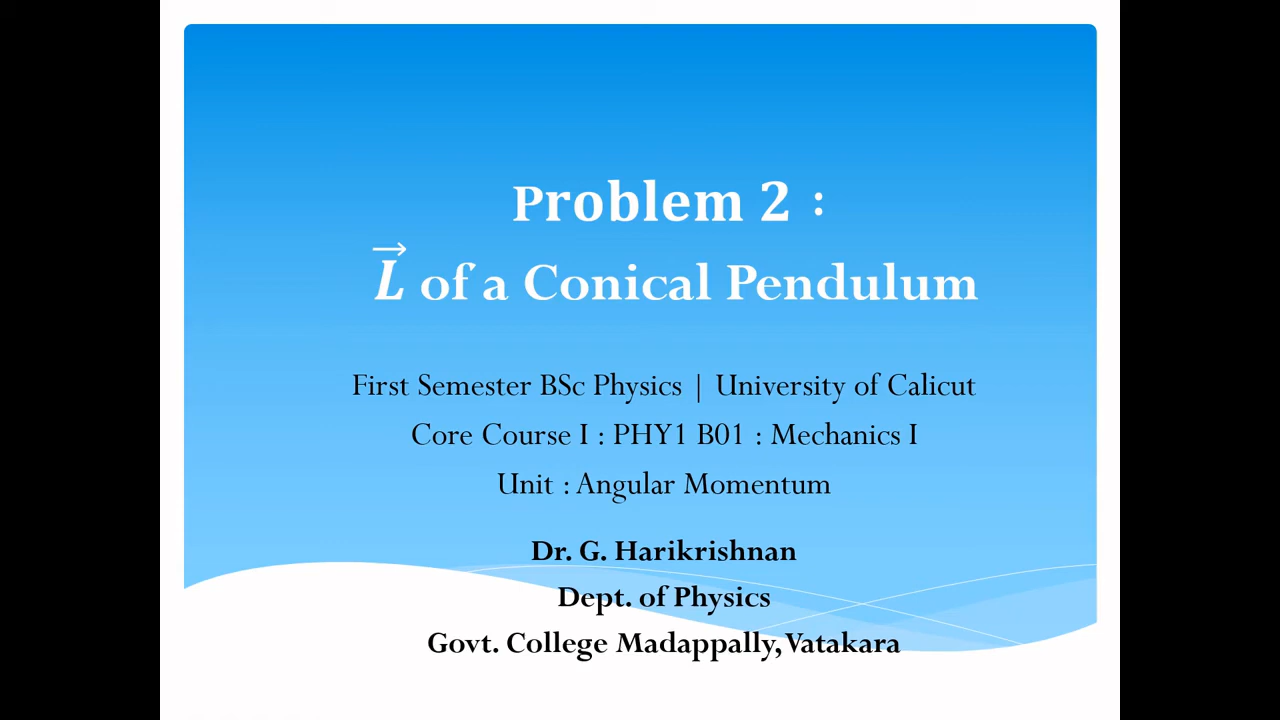 Problem 2 :
$\vec{L}$ of a Conical Pendulum
First Semester BSc Physics | University of Calicut
Core Course I : PHY1 B01 : Mechanics I
Unit : Angular Momentum
Dr. G. Harikrishnan
Dept. of Physics
Govt. College Madappally, Vatakara